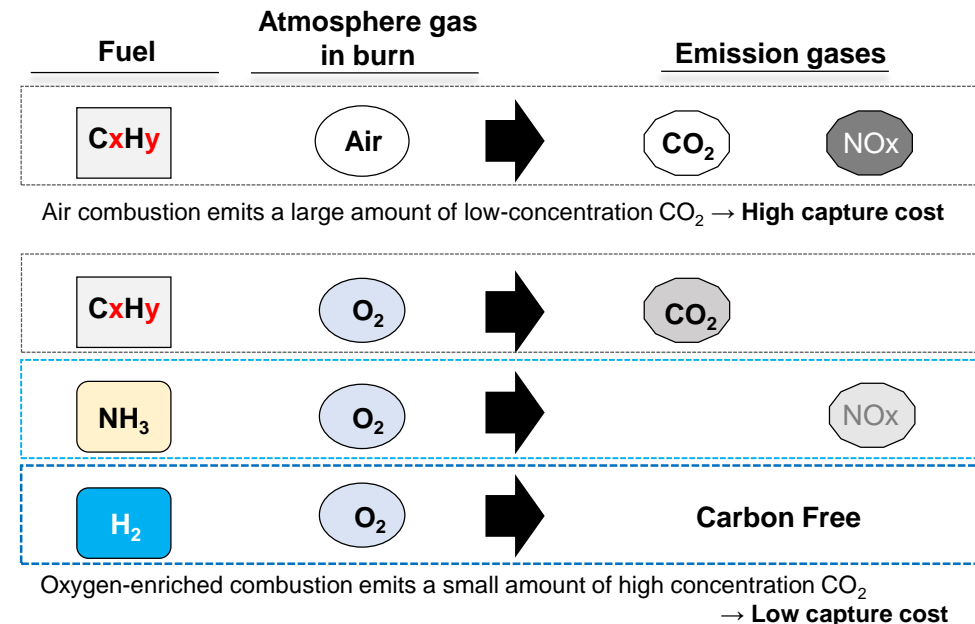 Fuel
Atmosphere gas
in burn
Emission gases
CxHy
Air
CO₂
NOx
Air combustion emits a large amount of low-concentration CO₂ → High capture cost
CxHy
O₂
CO₂
NH₃
O₂
NOx
H₂
O₂
Carbon Free
Oxygen-enriched combustion emits a small amount of high concentration CO₂
→ Low capture cost